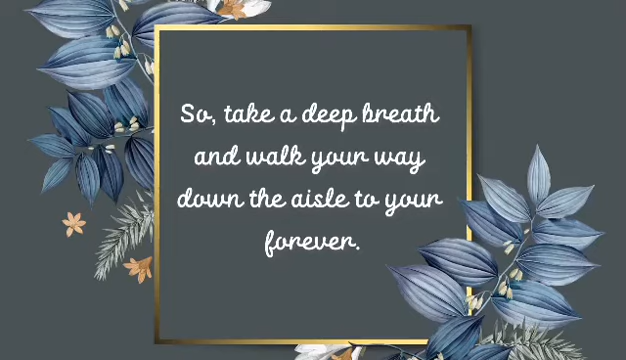 So, take a deep breath
and walk your way
down the aisle to your
forever.